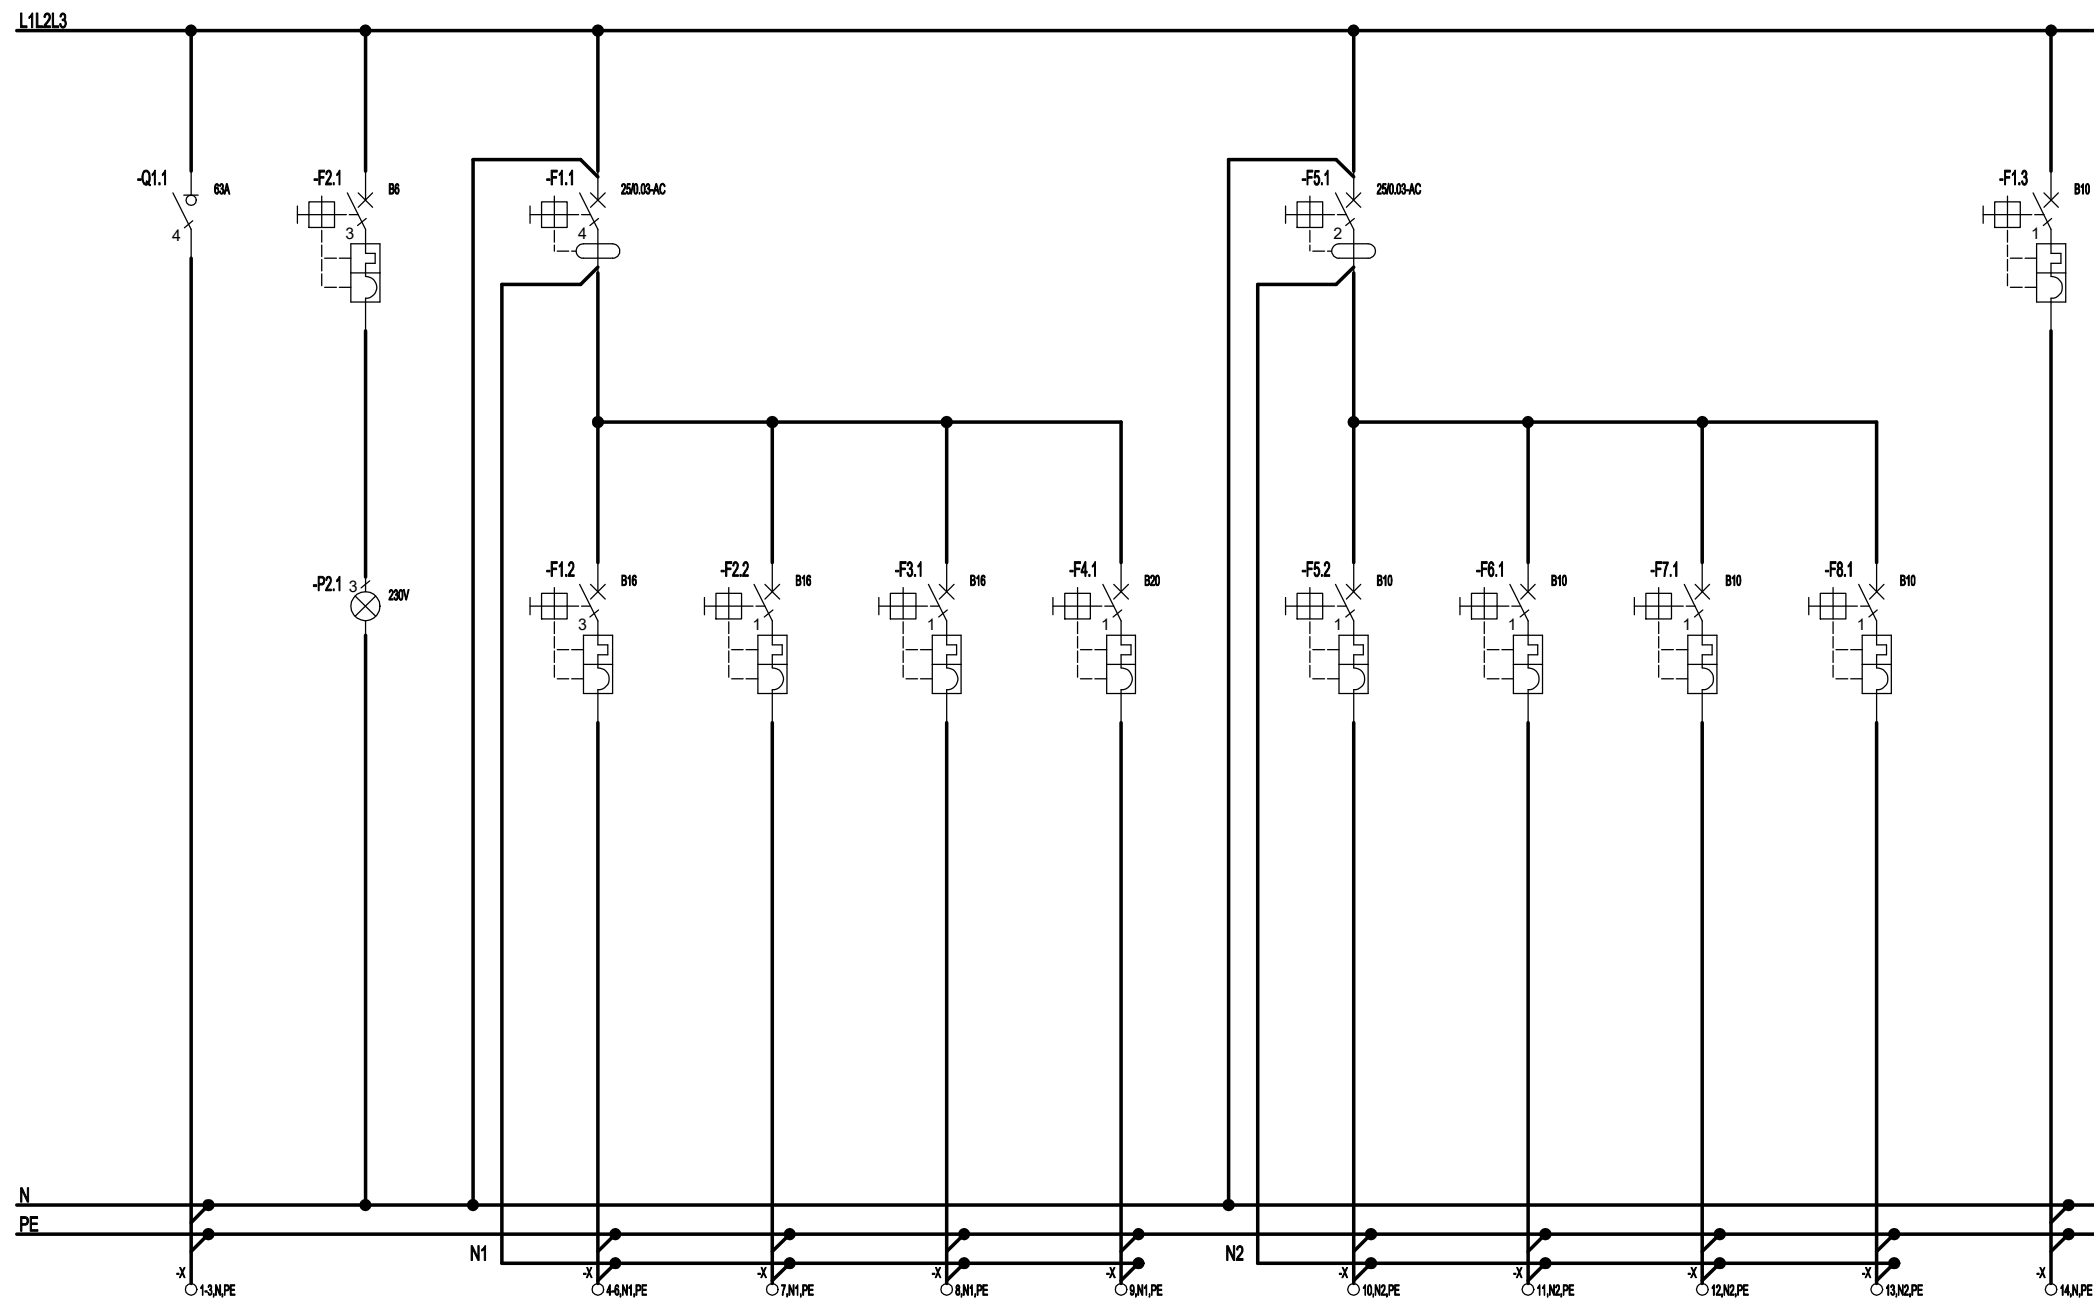 L1L2L3
-Q1.1 63A 4
-F2.1 B6 3
-F1.1 25/0.03-AC 4
-F5.1 25/0.03-AC 2
-F1.3 B10 1
-P2.1 3 230V
-F1.2 B16 3
-F2.2 B16 1
-F3.1 B16 1
-F4.1 B20 1
-F5.2 B10 1
-F6.1 B10 1
-F7.1 B10 1
-F8.1 B10 1
N
PE
N1
N2
-X 1-3,N,PE
-X 4-6,N1,PE
-X 7,N1,PE
-X 8,N1,PE
-X 9,N1,PE
-X 10,N2,PE
-X 11,N2,PE
-X 12,N2,PE
-X 13,N2,PE
-X 14,N,PE